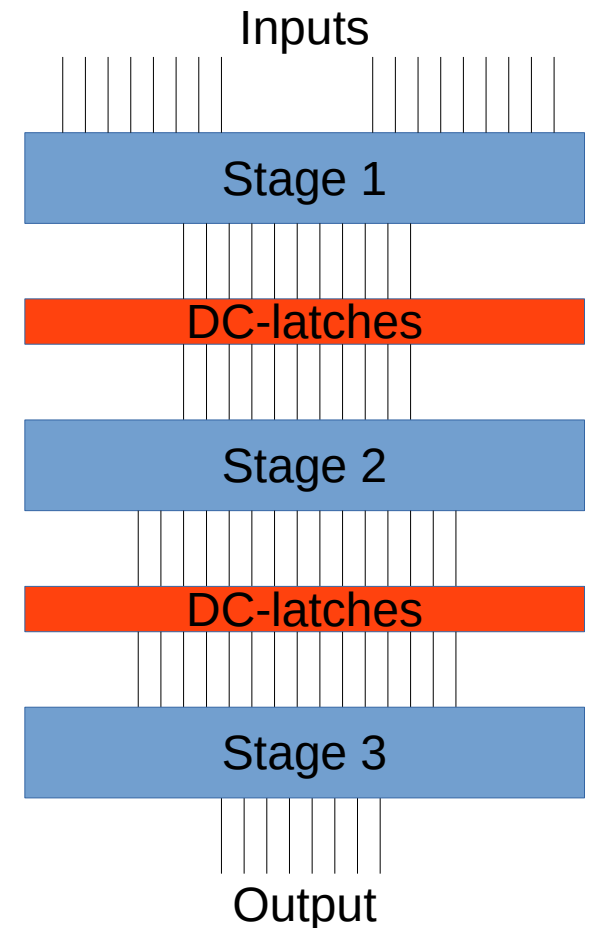 Inputs
Stage 1
DC-latches
Stage 2
DC-latches
Stage 3
Output